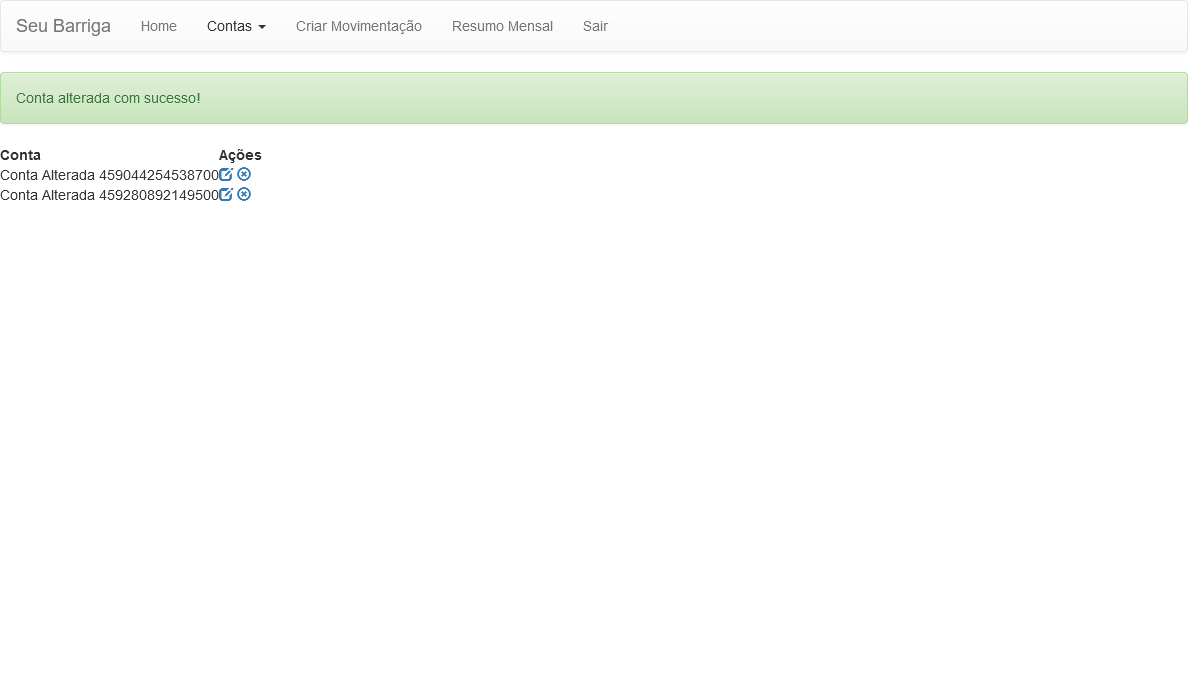 Seu Barriga Home Contas Criar Movimentação Resumo Mensal Sair
Conta alterada com sucesso!
Conta Ações
Conta Alterada 459044254538700
Conta Alterada 459280892149500